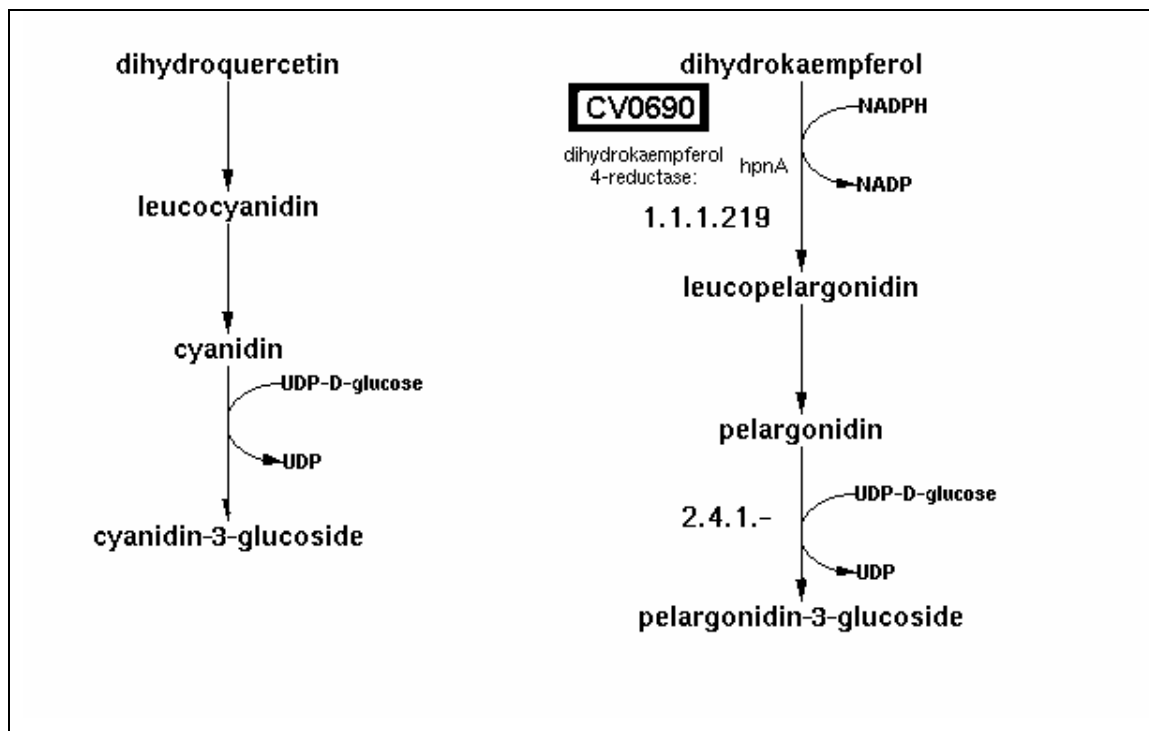 dihydroquercetin
leucocyanidin
cyanidin
UDP-D-glucose
UDP
cyanidin-3-glucoside
dihydrokaempferol
CV0690
NADPH
dihydrokaempferol
4-reductase:
hpnA
NADP
1.1.1.219
leucopelargonidin
pelargonidin
UDP-D-glucose
2.4.1.-
UDP
pelargonidin-3-glucoside